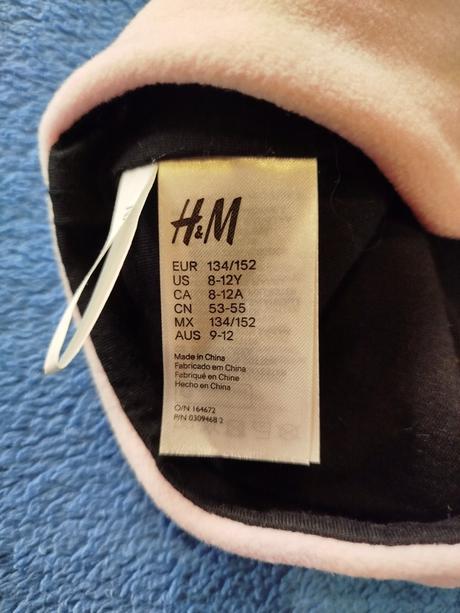 H&M
EUR 134/152
US 8-12Y
CA 8-12A
CN 53-55
MX 134/152
AUS 9-12
Made in China
Fabricado em China
Fabriqué en Chine
Hecho en China
O/N 164672
P/N 0309468 2